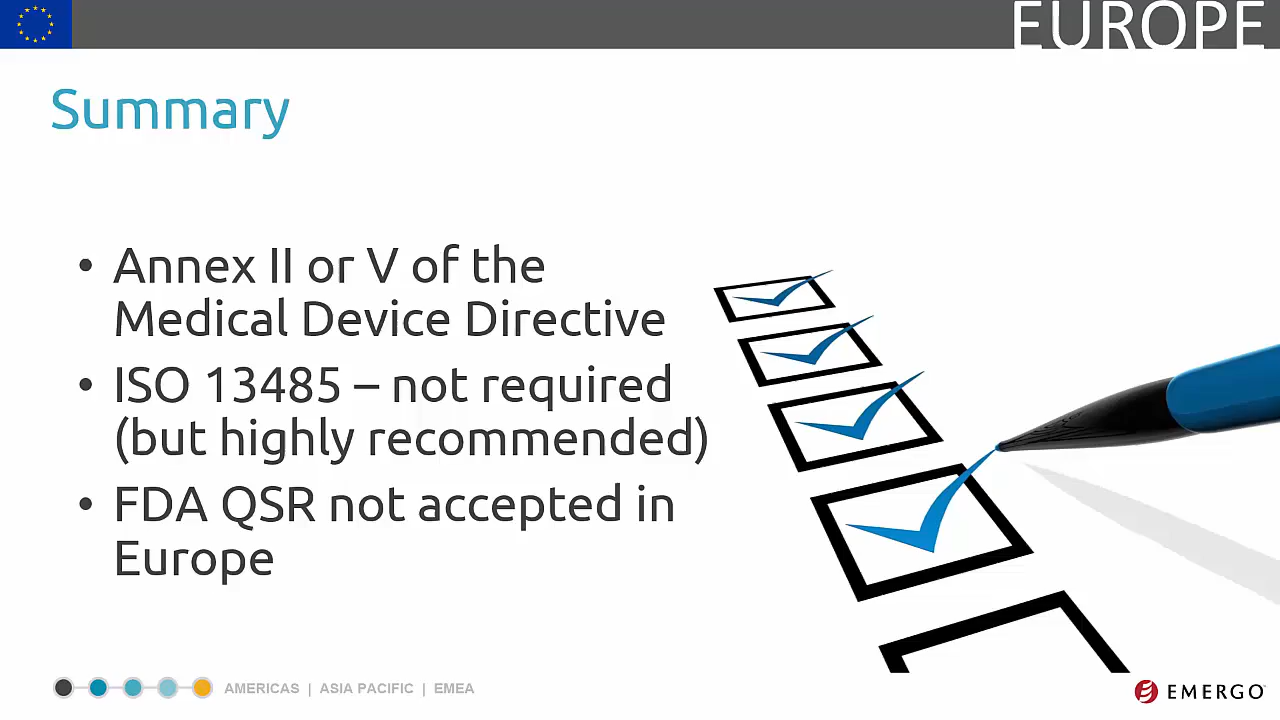 EUROPE
Summary
• Annex II or V of the
Medical Device Directive
• ISO 13485 – not required
(but highly recommended)
• FDA QSR not accepted in
Europe
AMERICAS | ASIA PACIFIC | EMEA
EMERGO